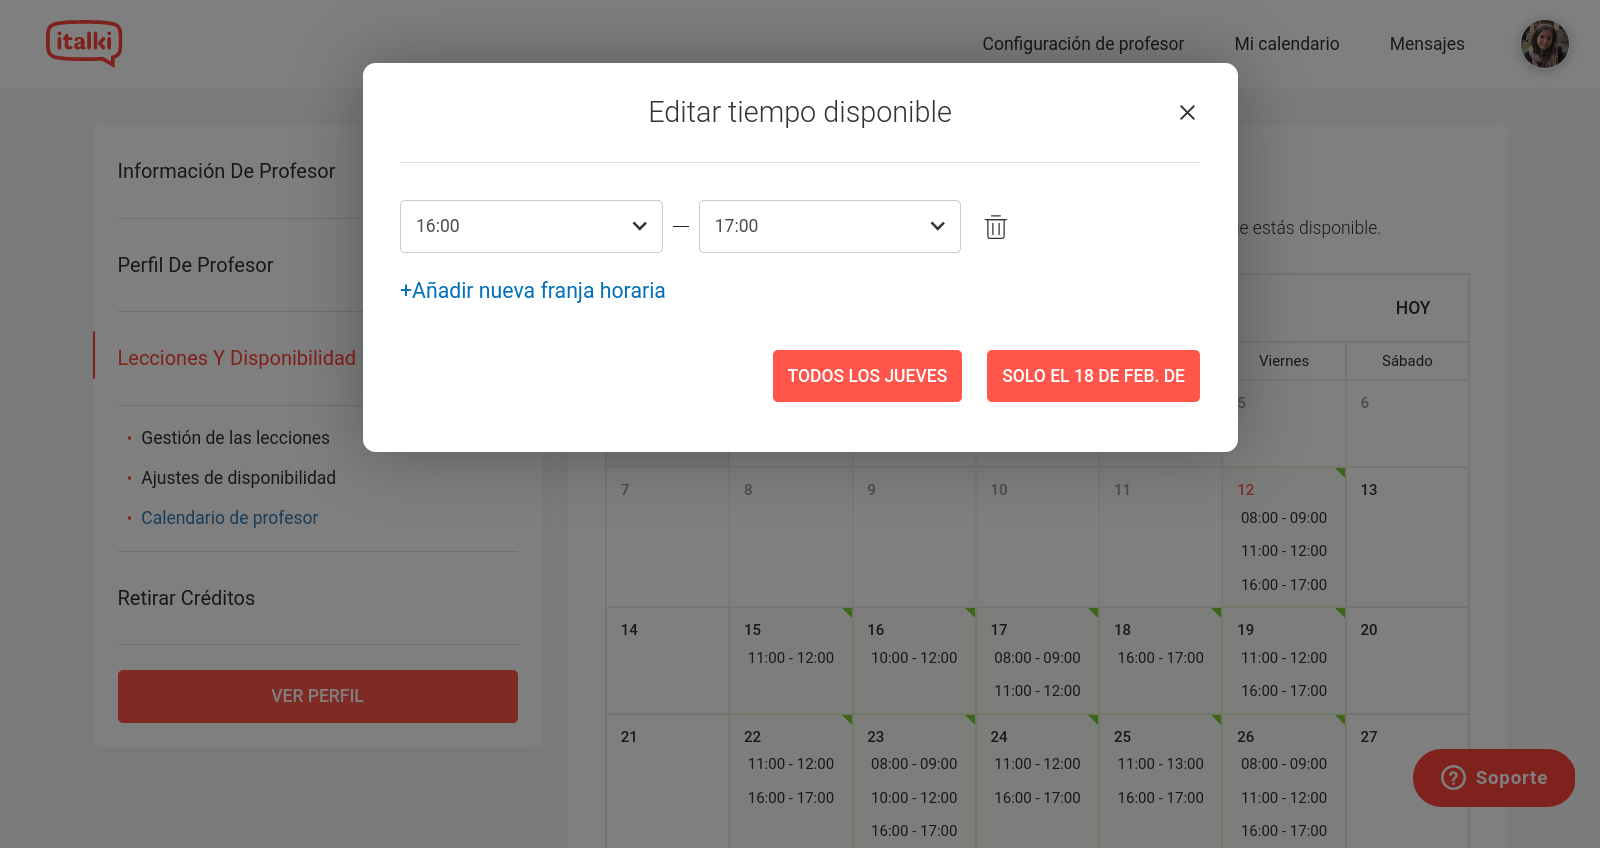 italki
Configuración de profesor
Mi calendario
Mensajes
Editar tiempo disponible
16:00 — 17:00
+Añadir nueva franja horaria
TODOS LOS JUEVES
SOLO EL 18 DE FEB. DE
Información De Profesor
Perfil De Profesor
Lecciones Y Disponibilidad
• Gestión de las lecciones
• Ajustes de disponibilidad
• Calendario de profesor
Retirar Créditos
VER PERFIL
e estás disponible.
HOY
Viernes Sábado
5 6
7 8 9 10 11 12 13
08:00 - 09:00
11:00 - 12:00
16:00 - 17:00
14 15 16 17 18 19 20
11:00 - 12:00 10:00 - 12:00 08:00 - 09:00 16:00 - 17:00 11:00 - 12:00
11:00 - 12:00 16:00 - 17:00
21 22 23 24 25 26 27
11:00 - 12:00 08:00 - 09:00 11:00 - 12:00 11:00 - 13:00 08:00 - 09:00
16:00 - 17:00 10:00 - 12:00 16:00 - 17:00 16:00 - 17:00 11:00 - 12:00
16:00 - 17:00 16:00 - 17:00
Soporte